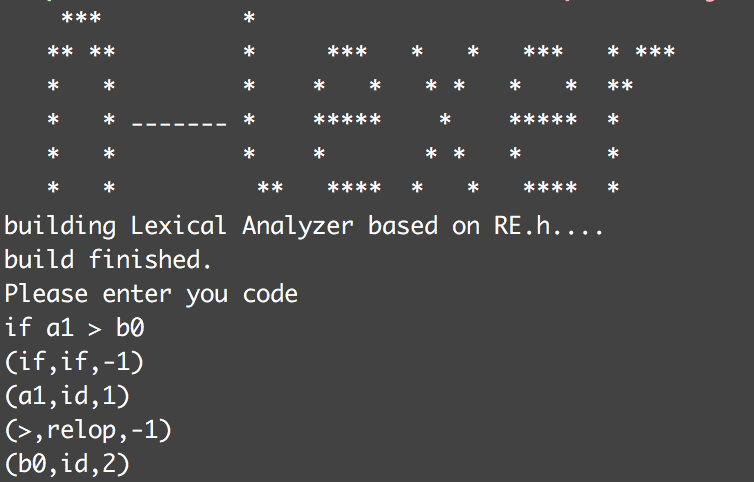 ***          *
   ** **         *     ***   *   *   ***   * ***
   *   *         *    *   *   * *   *   *  **
   *   * ------- *    *****    *    *****  *
   *   *         *    *       * *   *      *
   *   *          **   ****  *   *   ****  *
building Lexical Analyzer based on RE.h....
build finished.
Please enter you code
if a1 > b0
(if,if,-1)
(a1,id,1)
(>,relop,-1)
(b0,id,2)